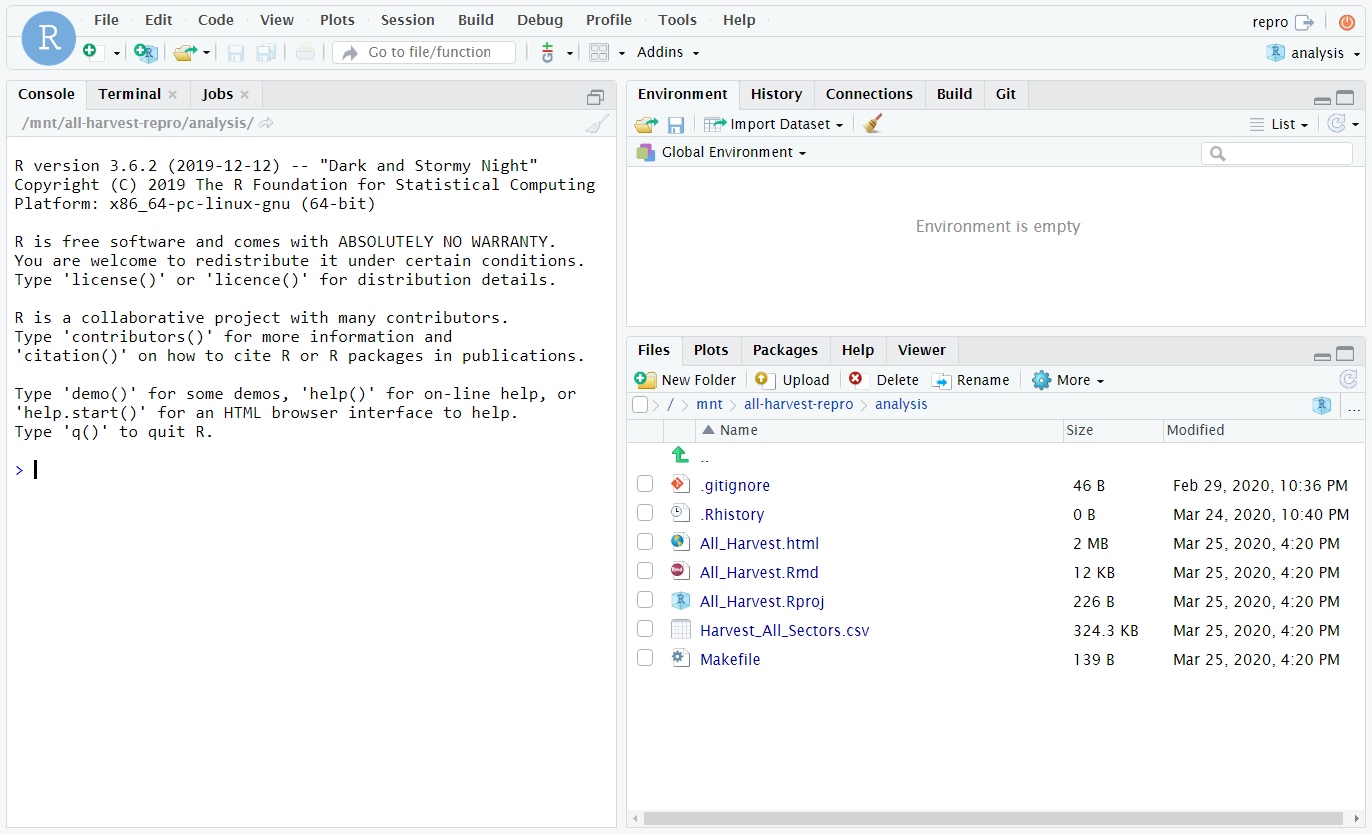 R
File Edit Code View Plots Session Build Debug Profile Tools Help
repro
Go to file/function
Addins
analysis
Console Terminal Jobs
/mnt/all-harvest-repro/analysis/
R version 3.6.2 (2019-12-12) -- "Dark and Stormy Night"
Copyright (C) 2019 The R Foundation for Statistical Computing
Platform: x86_64-pc-linux-gnu (64-bit)
R is free software and comes with ABSOLUTELY NO WARRANTY.
You are welcome to redistribute it under certain conditions.
Type 'license()' or 'licence()' for distribution details.
R is a collaborative project with many contributors.
Type 'contributors()' for more information and
'citation()' on how to cite R or R packages in publications.
Type 'demo()' for some demos, 'help()' for on-line help, or
'help.start()' for an HTML browser interface to help.
Type 'q()' to quit R.
>
Environment History Connections Build Git
Import Dataset
List
Global Environment
Environment is empty
Files Plots Packages Help Viewer
New Folder Upload Delete Rename More
/ mnt all-harvest-repro analysis
R ...
Name Size Modified
..
.gitignore 46 B Feb 29, 2020, 10:36 PM
.Rhistory 0 B Mar 24, 2020, 10:40 PM
All_Harvest.html 2 MB Mar 25, 2020, 4:20 PM
All_Harvest.Rmd 12 KB Mar 25, 2020, 4:20 PM
All_Harvest.Rproj 226 B Mar 25, 2020, 4:20 PM
Harvest_All_Sectors.csv 324.3 KB Mar 25, 2020, 4:20 PM
Makefile 139 B Mar 25, 2020, 4:20 PM